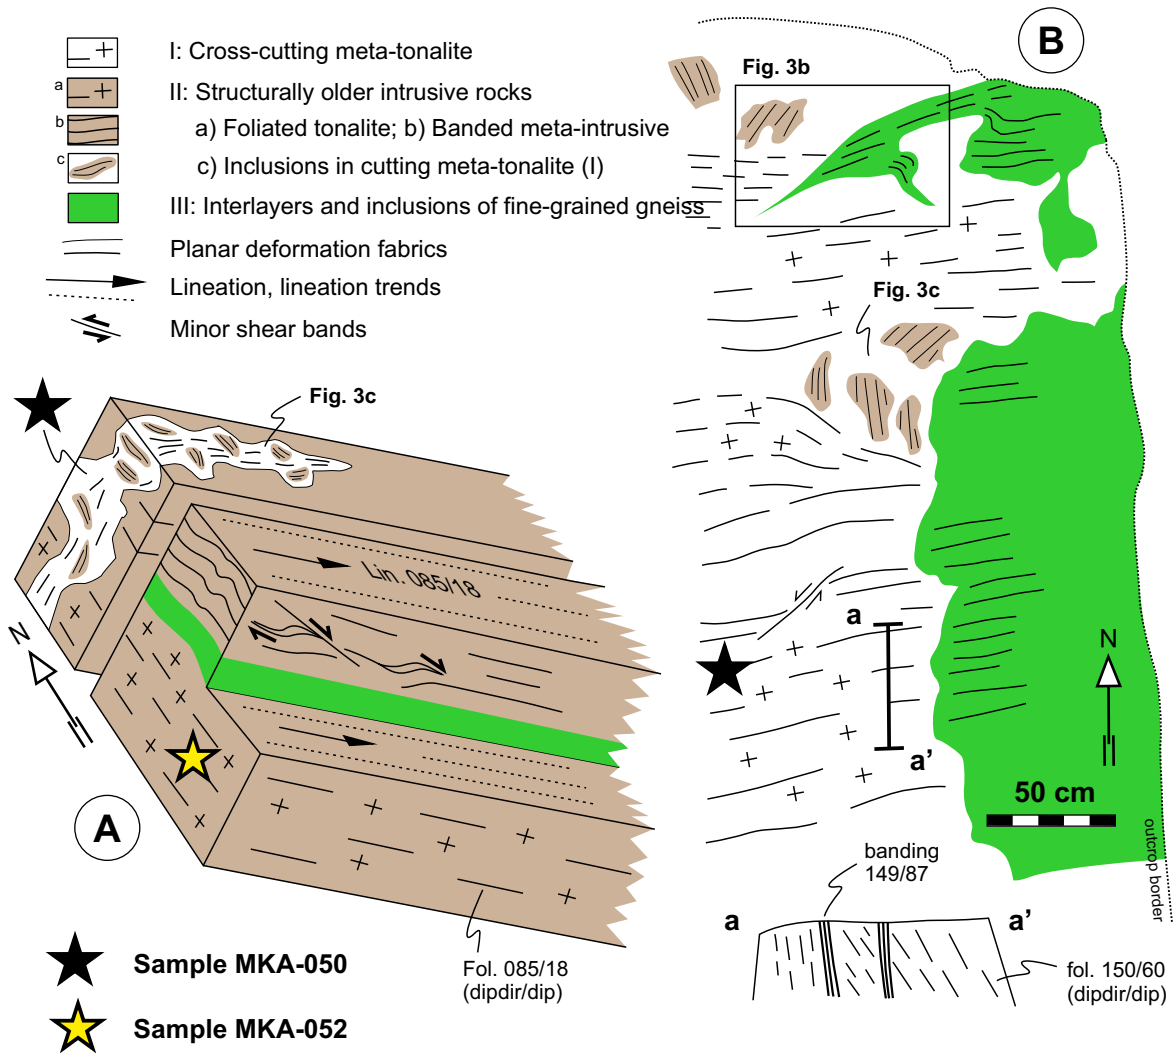 I: Cross-cutting meta-tonalite
a
II: Structurally older intrusive rocks
b
a) Foliated tonalite; b) Banded meta-intrusive
c
c) Inclusions in cutting meta-tonalite (I)
III: Interlayers and inclusions of fine-grained gneiss
Planar deformation fabrics
Lineation, lineation trends
Minor shear bands
Fig. 3c
Lin. 085/18
N
A
Fol. 085/18
(dipdir/dip)
Sample MKA-050
Sample MKA-052
B
Fig. 3b
Fig. 3c
a
a'
N
50 cm
outcrop border
banding
149/87
a
a'
fol. 150/60
(dipdir/dip)